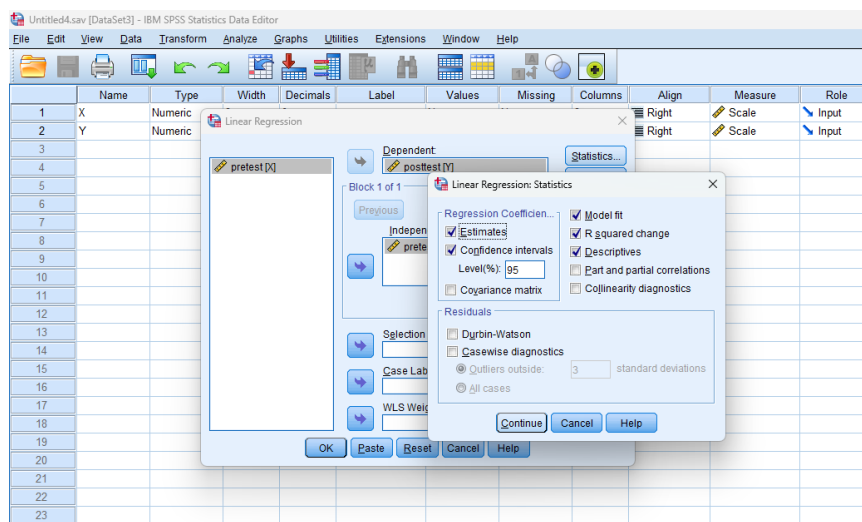 Untitled4.sav [DataSet3] - IBM SPSS Statistics Data Editor
File Edit View Data Transform Analyze Graphs Utilities Extensions Window Help
Name Type Width Decimals Label Values Missing Columns Align Measure Role
1 X Numeric Right Scale Input
2 Y Numeric Right Scale Input
3
4
5
6
7
8
9
10
11
12
13
14
15
16
17
18
19
20
21
22
23
Linear Regression
pretest [X]
Dependent:
posttest [Y]
Statistics...
Block 1 of 1
Previous
Indepen
prete
Selection
Case Lab
WLS Weig
OK Paste Reset Cancel Help
Linear Regression: Statistics
Regression Coefficien...
Estimates
Confidence intervals
Level(%): 95
Covariance matrix
Model fit
R squared change
Descriptives
Part and partial correlations
Collinearity diagnostics
Residuals
Durbin-Watson
Casewise diagnostics
Outliers outside: 3 standard deviations
All cases
Continue Cancel Help